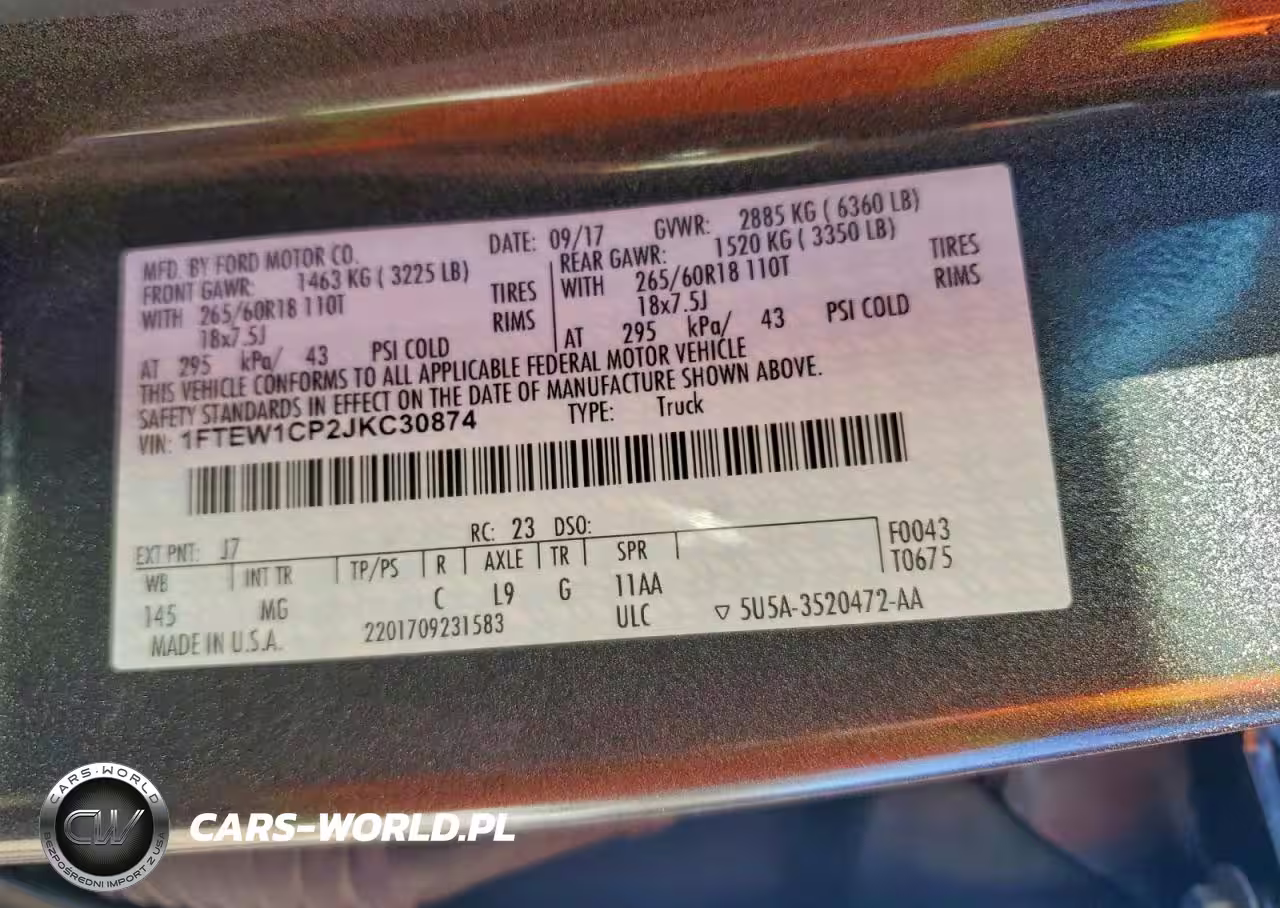 MFD. BY FORD MOTOR CO. DATE: 09/17 GVWR: 2885 KG ( 6360 LB)
FRONT GAWR: 1463 KG ( 3225 LB) REAR GAWR: 1520 KG ( 3350 LB)
WITH 265/60R18 110T TIRES WITH 265/60R18 110T TIRES
18x7.5J RIMS 18x7.5J RIMS
AT 295 kPa/ 43 PSI COLD AT 295 kPa/ 43 PSI COLD
THIS VEHICLE CONFORMS TO ALL APPLICABLE FEDERAL MOTOR VEHICLE
SAFETY STANDARDS IN EFFECT ON THE DATE OF MANUFACTURE SHOWN ABOVE.
VIN: 1FTEW1CP2JKC30874 TYPE: Truck
EXT PNT: J7 RC: 23 DSO: F0043
WB INT TR TP/PS R AXLE TR SPR T0675
145 MG C L9 G 11AA
MADE IN U.S.A. 2201709231583 ULC ▽ 5U5A-3520472-AA
CARS-WORLD
CW
BEZPOŚREDNI IMPORT Z USA
CARS-WORLD.PL